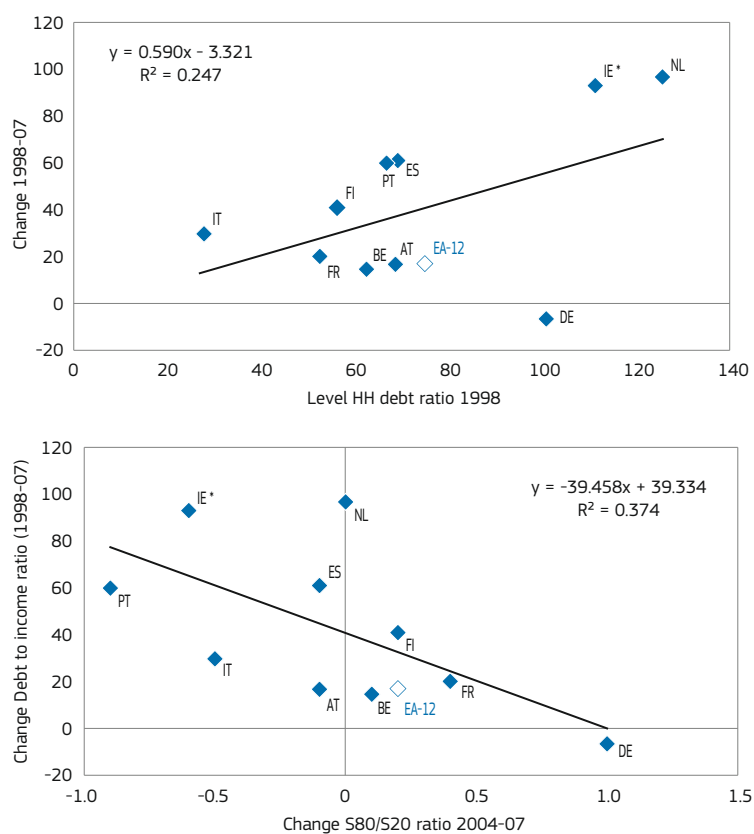 120
100
80
60
40
20
0
-20
Change 1998-07
y = 0.590x - 3.321
R² = 0.247
IE *
NL
ES
PT
FI
IT
FR
BE
AT
EA-12
DE
0 20 40 60 80 100 120 140
Level HH debt ratio 1998
120
100
80
60
40
20
0
-20
Change Debt to income ratio (1998-07)
y = -39.458x + 39.334
R² = 0.374
IE *
NL
ES
PT
FI
IT
AT
BE
EA-12
FR
DE
-1.0 -0.5 0 0.5 1.0 1.5
Change S80/S20 ratio 2004-07